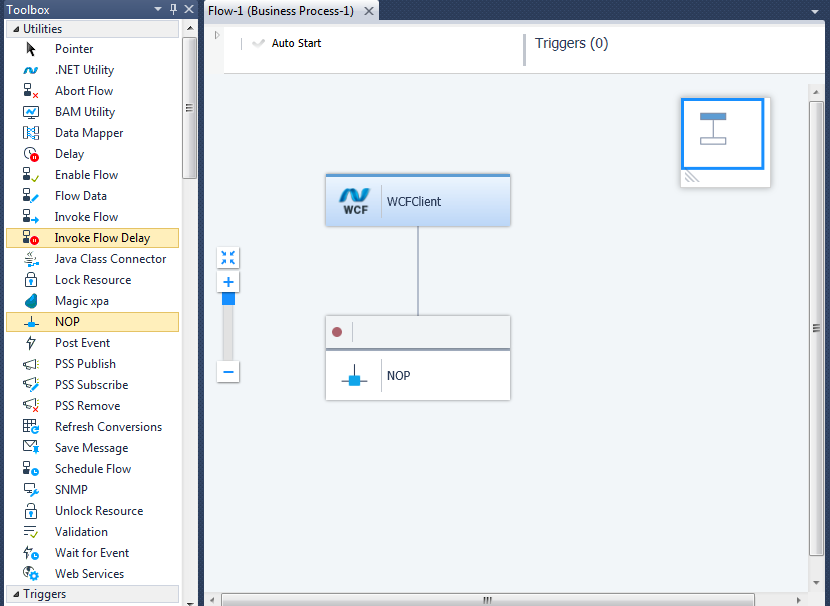 Toolbox
Utilities
Pointer
.NET Utility
Abort Flow
BAM Utility
Data Mapper
Delay
Enable Flow
Flow Data
Invoke Flow
Invoke Flow Delay
Java Class Connector
Lock Resource
Magic xpa
NOP
Post Event
PSS Publish
PSS Subscribe
PSS Remove
Refresh Conversions
Save Message
Schedule Flow
SNMP
Unlock Resource
Validation
Wait for Event
Web Services
Triggers
Flow-1 (Business Process-1)
Auto Start
Triggers (0)
WCF
WCFClient
NOP